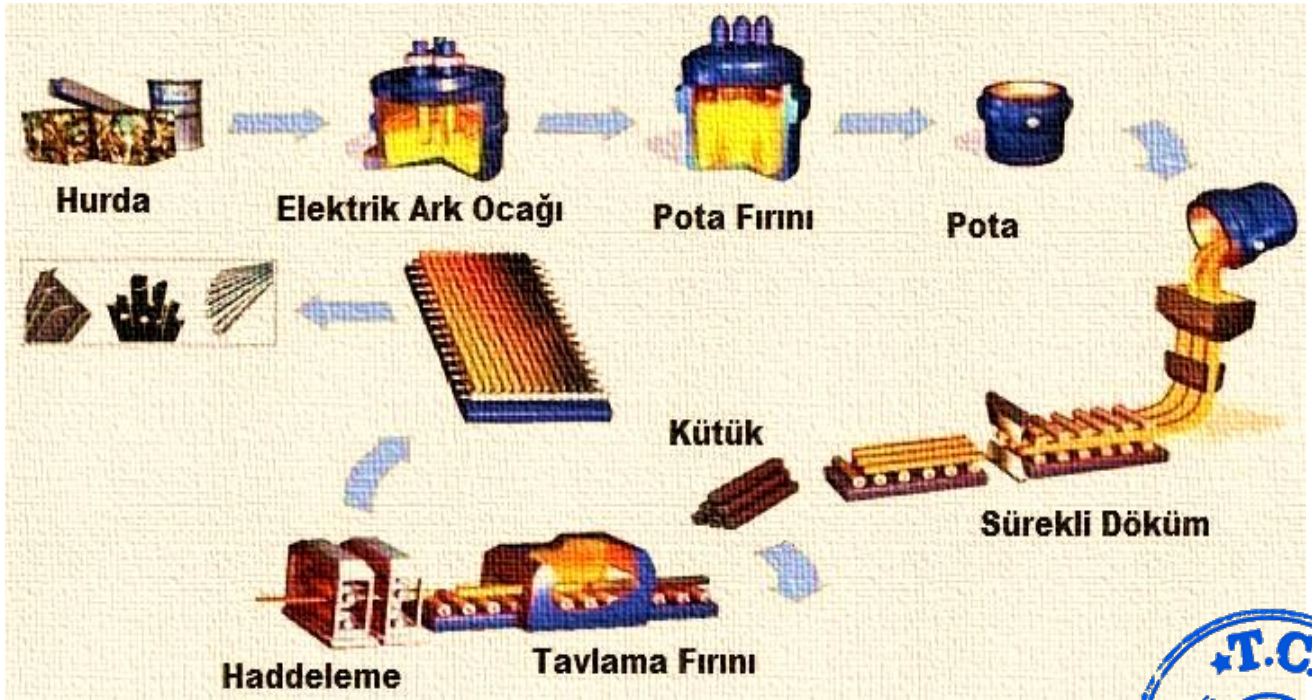 Hurda
Elektrik Ark Ocağı
Pota Fırını
Pota
Kütük
Sürekli Döküm
Haddeleme
Tavlama Fırını
T.C.